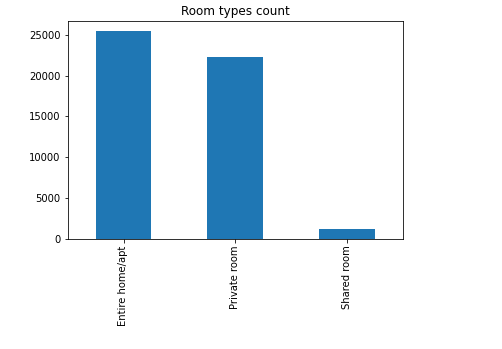 Room types count
25000
20000
15000
10000
5000
0
Entire home/apt
Private room
Shared room